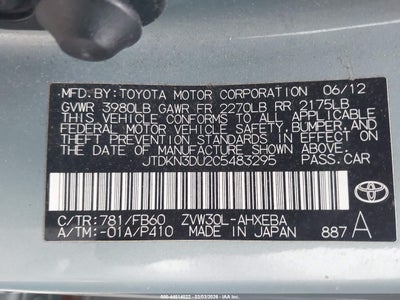 MFD. BY: TOYOTA MOTOR CORPORATION 06/12
GVWR 3980LB GAWR FR 2270LB RR 2175LB
THIS VEHICLE CONFORMS TO ALL APPLICABLE
FEDERAL MOTOR VEHICLE SAFETY, BUMPER, AND
THEFT PREVENTION STANDARDS IN EFFECT ON
THE DATE OF MANUFACTURE SHOWN ABOVE.
JTDKN3DU2C5483295 PASS.CAR
C/TR: 781/FB60 ZVW30L-AHXEBA
A/TM: -01A/P410 MADE IN JAPAN 887 A
TOYOTA